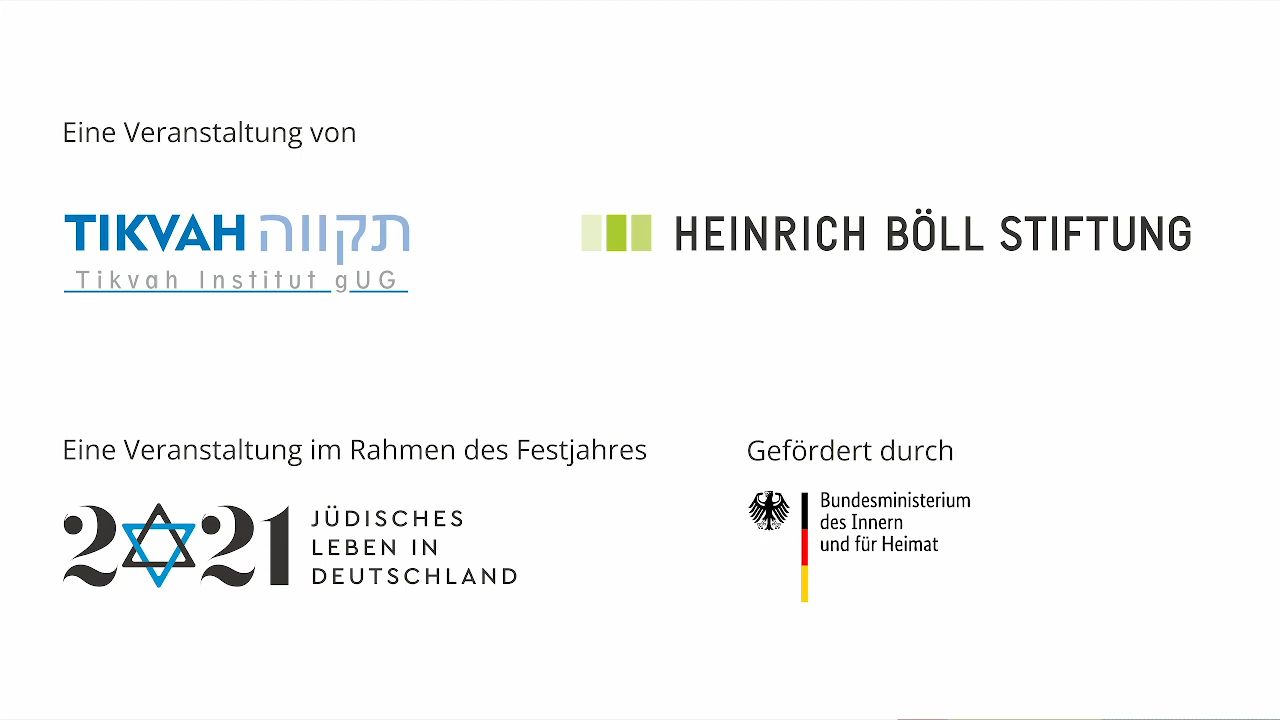 Eine Veranstaltung von
TIKVAH תקווה
Tikvah Institut gUG
HEINRICH BÖLL STIFTUNG
Eine Veranstaltung im Rahmen des Festjahres
2021 JÜDISCHES
LEBEN IN
DEUTSCHLAND
Gefördert durch
Bundesministerium
des Innern
und für Heimat